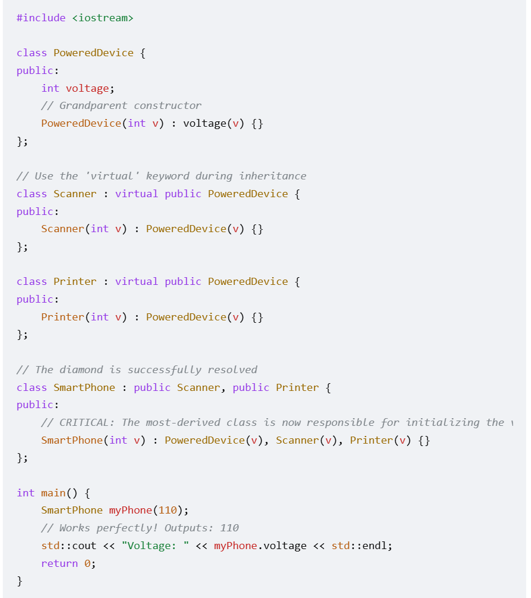 #include <iostream>
class PoweredDevice {
public:
    int voltage;
    // Grandparent constructor
    PoweredDevice(int v) : voltage(v) {}
};
// Use the 'virtual' keyword during inheritance
class Scanner : virtual public PoweredDevice {
public:
    Scanner(int v) : PoweredDevice(v) {}
};
class Printer : virtual public PoweredDevice {
public:
    Printer(int v) : PoweredDevice(v) {}
};
// The diamond is successfully resolved
class SmartPhone : public Scanner, public Printer {
public:
    // CRITICAL: The most-derived class is now responsible for initializing the
    SmartPhone(int v) : PoweredDevice(v), Scanner(v), Printer(v) {}
};
int main() {
    SmartPhone myPhone(110);
    // Works perfectly! Outputs: 110
    std::cout << "Voltage: " << myPhone.voltage << std::endl;
    return 0;
}